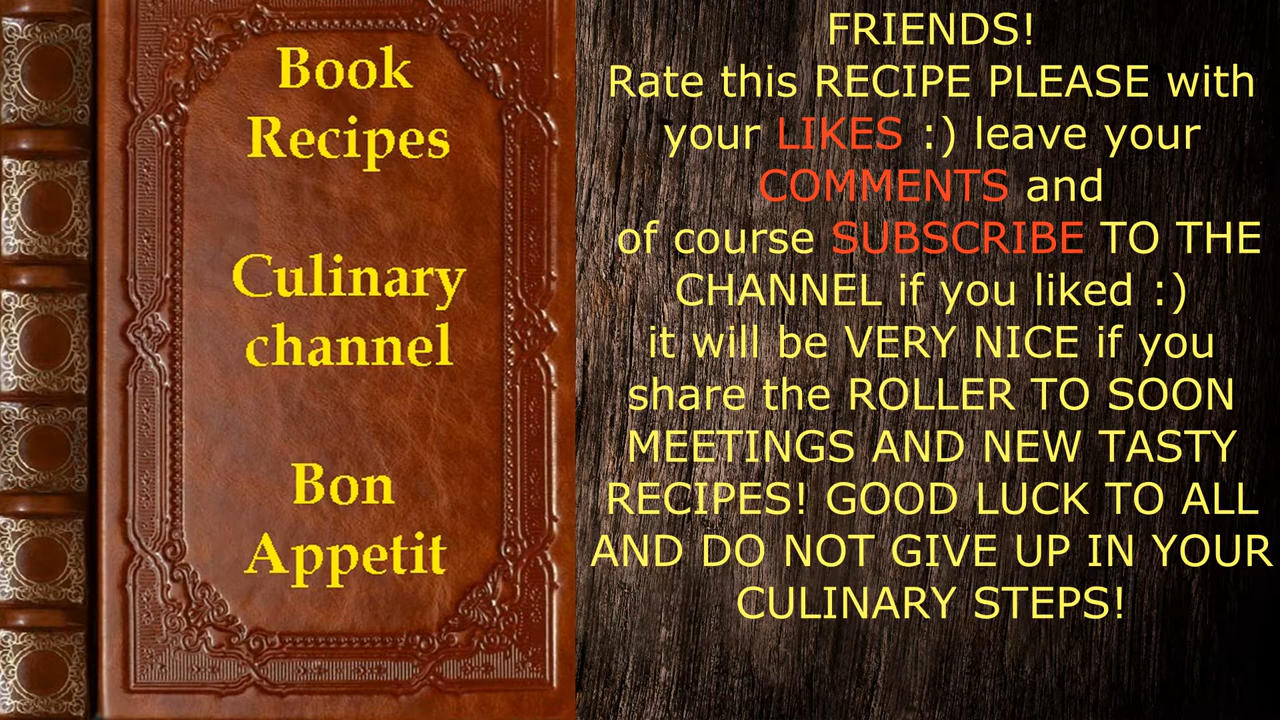 Book
Recipes
Culinary
channel
Bon
Appetit
FRIENDS!
Rate this RECIPE PLEASE with
your LIKES :) leave your
COMMENTS and
of course SUBSCRIBE TO THE
CHANNEL if you liked :)
it will be VERY NICE if you
share the ROLLER TO SOON
MEETINGS AND NEW TASTY
RECIPES! GOOD LUCK TO ALL
AND DO NOT GIVE UP IN YOUR
CULINARY STEPS!